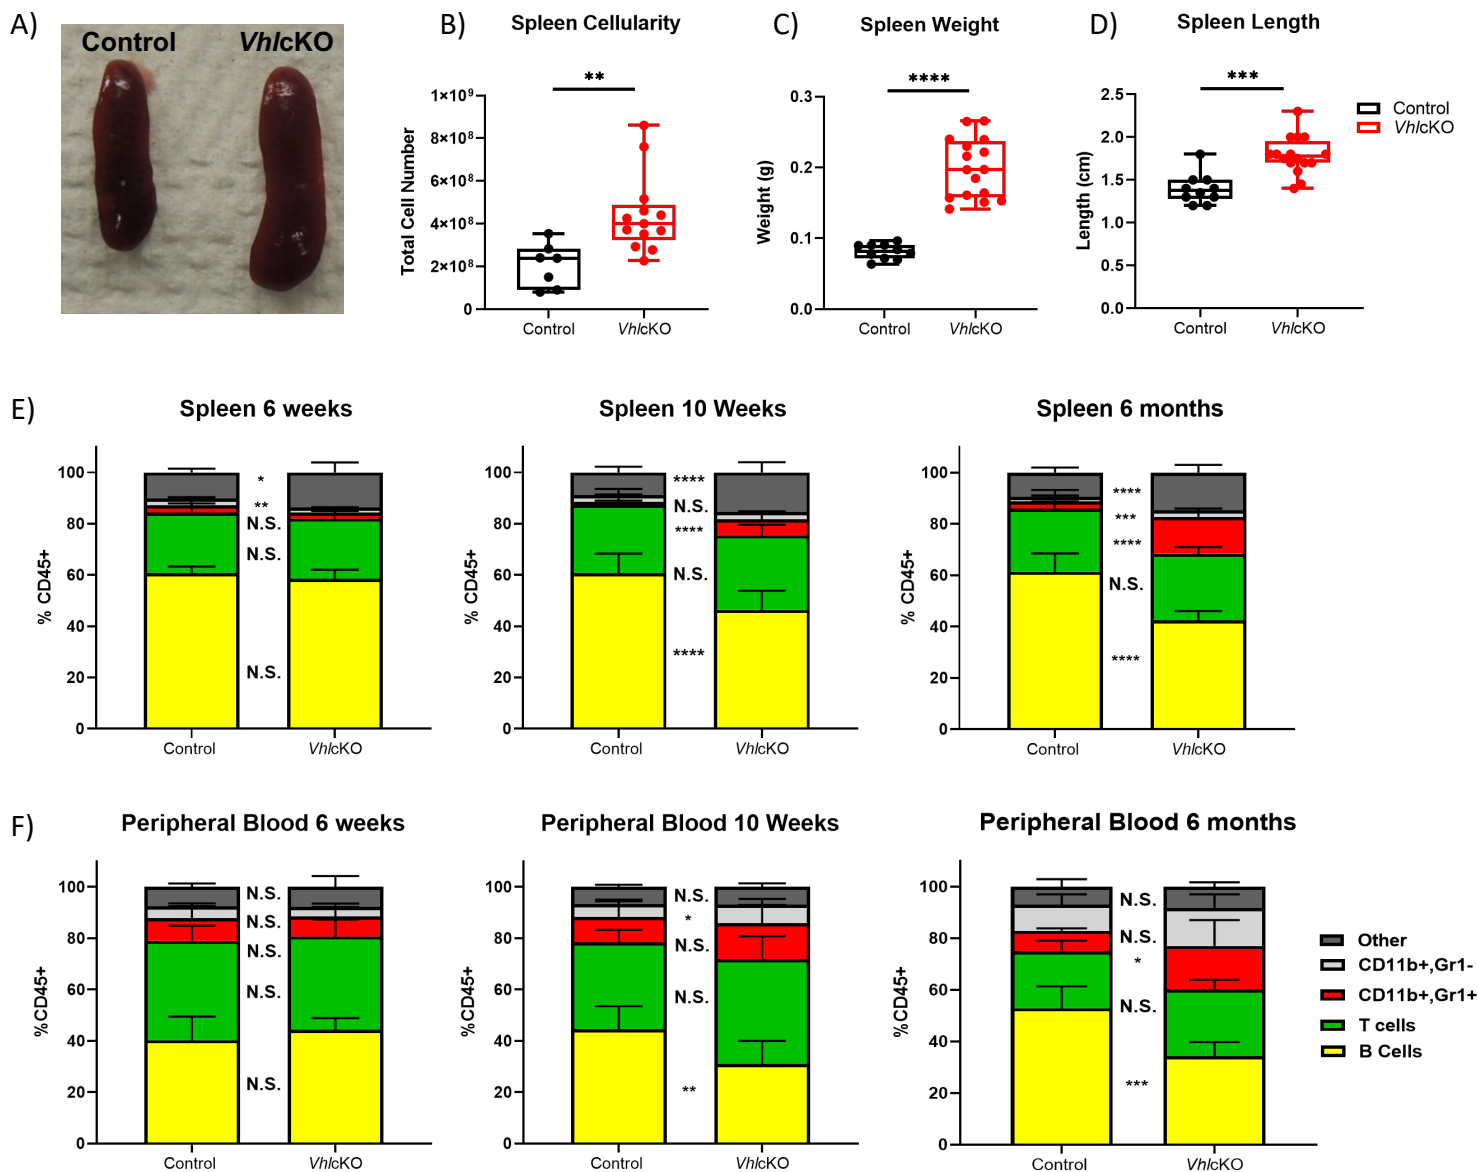 A)
Control VhlcKO
B)
Spleen Cellularity
**
1×10⁹
8×10⁸
6×10⁸
4×10⁸
2×10⁸
0
Total Cell Number
Control VhlcKO
C)
Spleen Weight
****
0.3
0.2
0.1
0.0
Weight (g)
Control VhlcKO
D)
Spleen Length
***
2.5
2.0
1.5
1.0
0.5
0.0
Length (cm)
Control VhlcKO
Control
VhlcKO
E)
Spleen 6 weeks
100
80
60
40
20
0
% CD45+
*
**
N.S.
N.S.
N.S.
Control VhlcKO
Spleen 10 Weeks
100
80
60
40
20
0
% CD45+
****
N.S.
****
N.S.
****
Control VhlcKO
Spleen 6 months
100
80
60
40
20
0
% CD45+
****
***
****
N.S.
****
Control VhlcKO
F)
Peripheral Blood 6 weeks
100
80
60
40
20
0
%CD45+
N.S.
N.S.
N.S.
N.S.
N.S.
Control VhlcKO
Peripheral Blood 10 Weeks
100
80
60
40
20
0
%CD45+
N.S.
*
N.S.
N.S.
**
Control VhlcKO
Peripheral Blood 6 months
100
80
60
40
20
0
%CD45+
N.S.
N.S.
*
N.S.
***
Control VhlcKO
Other
CD11b+,Gr1-
CD11b+,Gr1+
T cells
B Cells